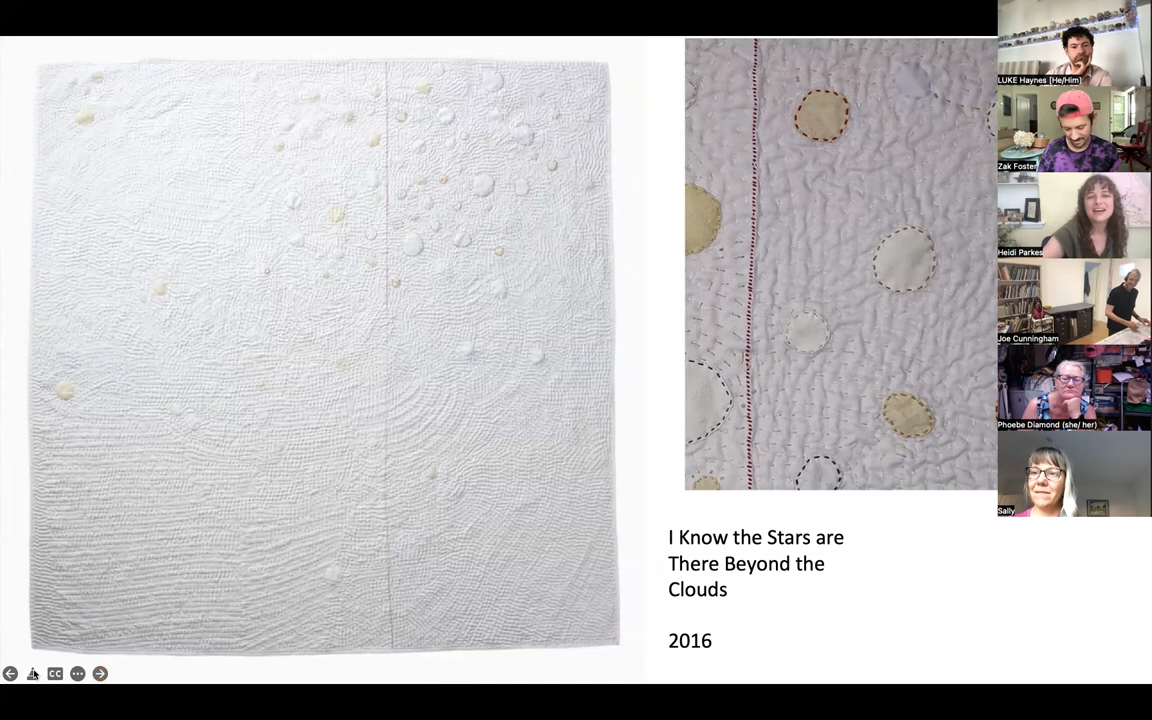 LUKE Haynes [He/Him]
Zak Foster
Heidi Parkes
Joe Cunningham
Phoebe Diamond (she/ her)
Sally
I Know the Stars are
There Beyond the
Clouds
2016
CC